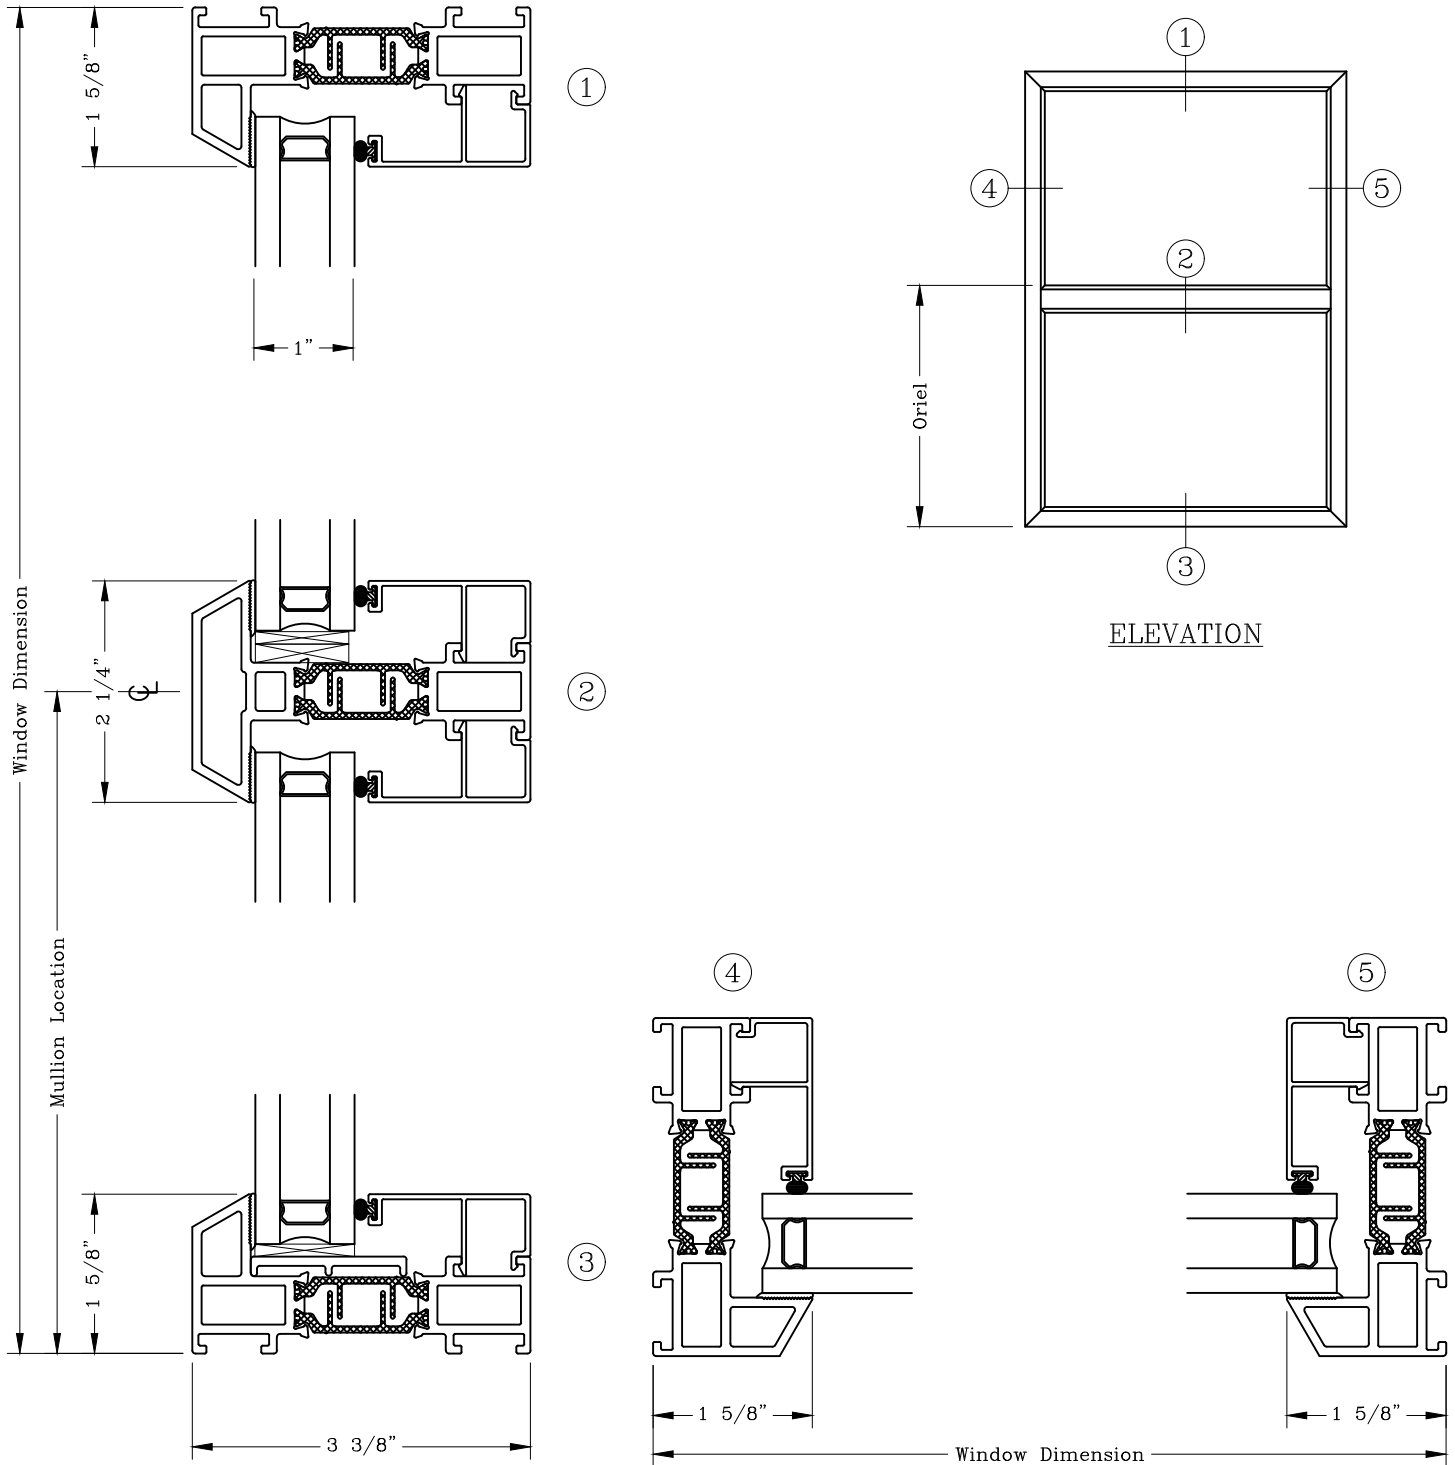 1 5/8"
1
1"
1
4
5
2
Oriel
3
ELEVATION
Window Dimension
2 1/4"
CL
2
Mullion Location
1 5/8"
3
3 3/8"
4
5
1 5/8"
1 5/8"
Window Dimension